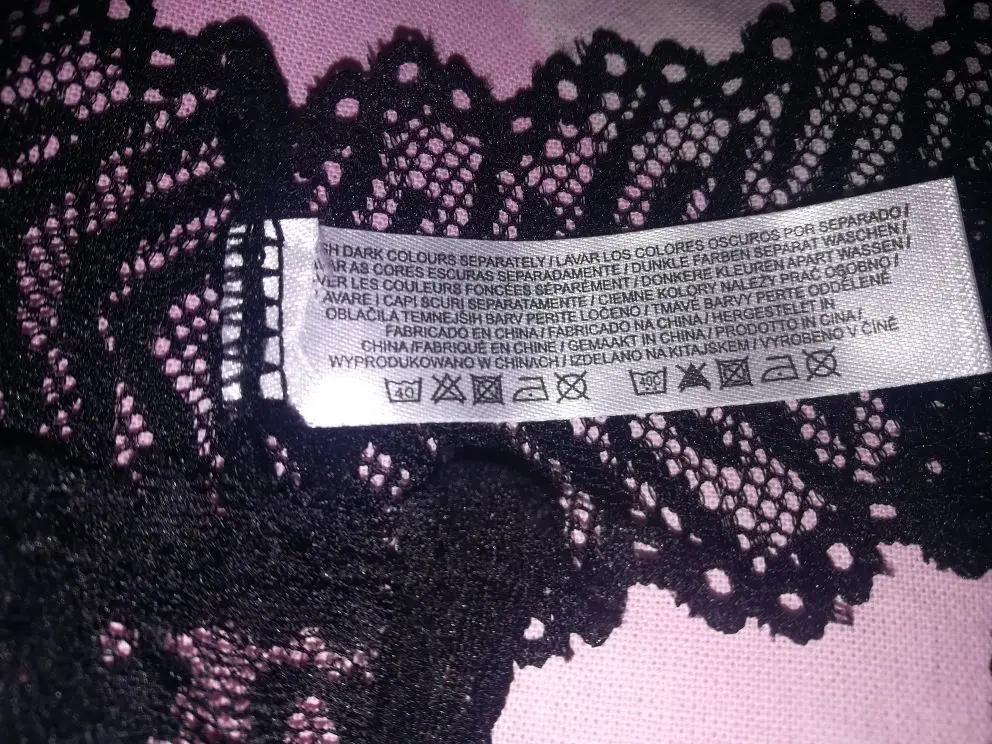 SH DARK COLOURS SEPARATELY / LAVAR LOS COLORES OSCUROS POR SEPARADO /
AR AS CORES ESCURAS SEPARADAMENTE / DUNKLE FARBEN SEPARAT WASCHEN /
VER LES COULEURS FONCÉES SÉPARÉMENT / DONKERE KLEUREN APART WASSEN /
AVARE I CAPI SCURI SEPARATAMENTE / CIEMNE KOLORY NALEŻY PRAĆ OSOBNO /
OBLAČILA TEMNEJŠIH BARV PERITE LOČENO / TMAVÉ BARVY PERTE ODDĚLENĚ
FABRICADO EN CHINA / FABRICADO NA CHINA / HERGESTELLT IN
CHINA /FABRIQUÉ EN CHINE / GEMAAKT IN CHINA / PRODOTTO IN CINA /
WYPRODUKOWANO W CHINACH / IZDELANO NA KITAJSKEM / VYROBENO V ČÍNĚ
40